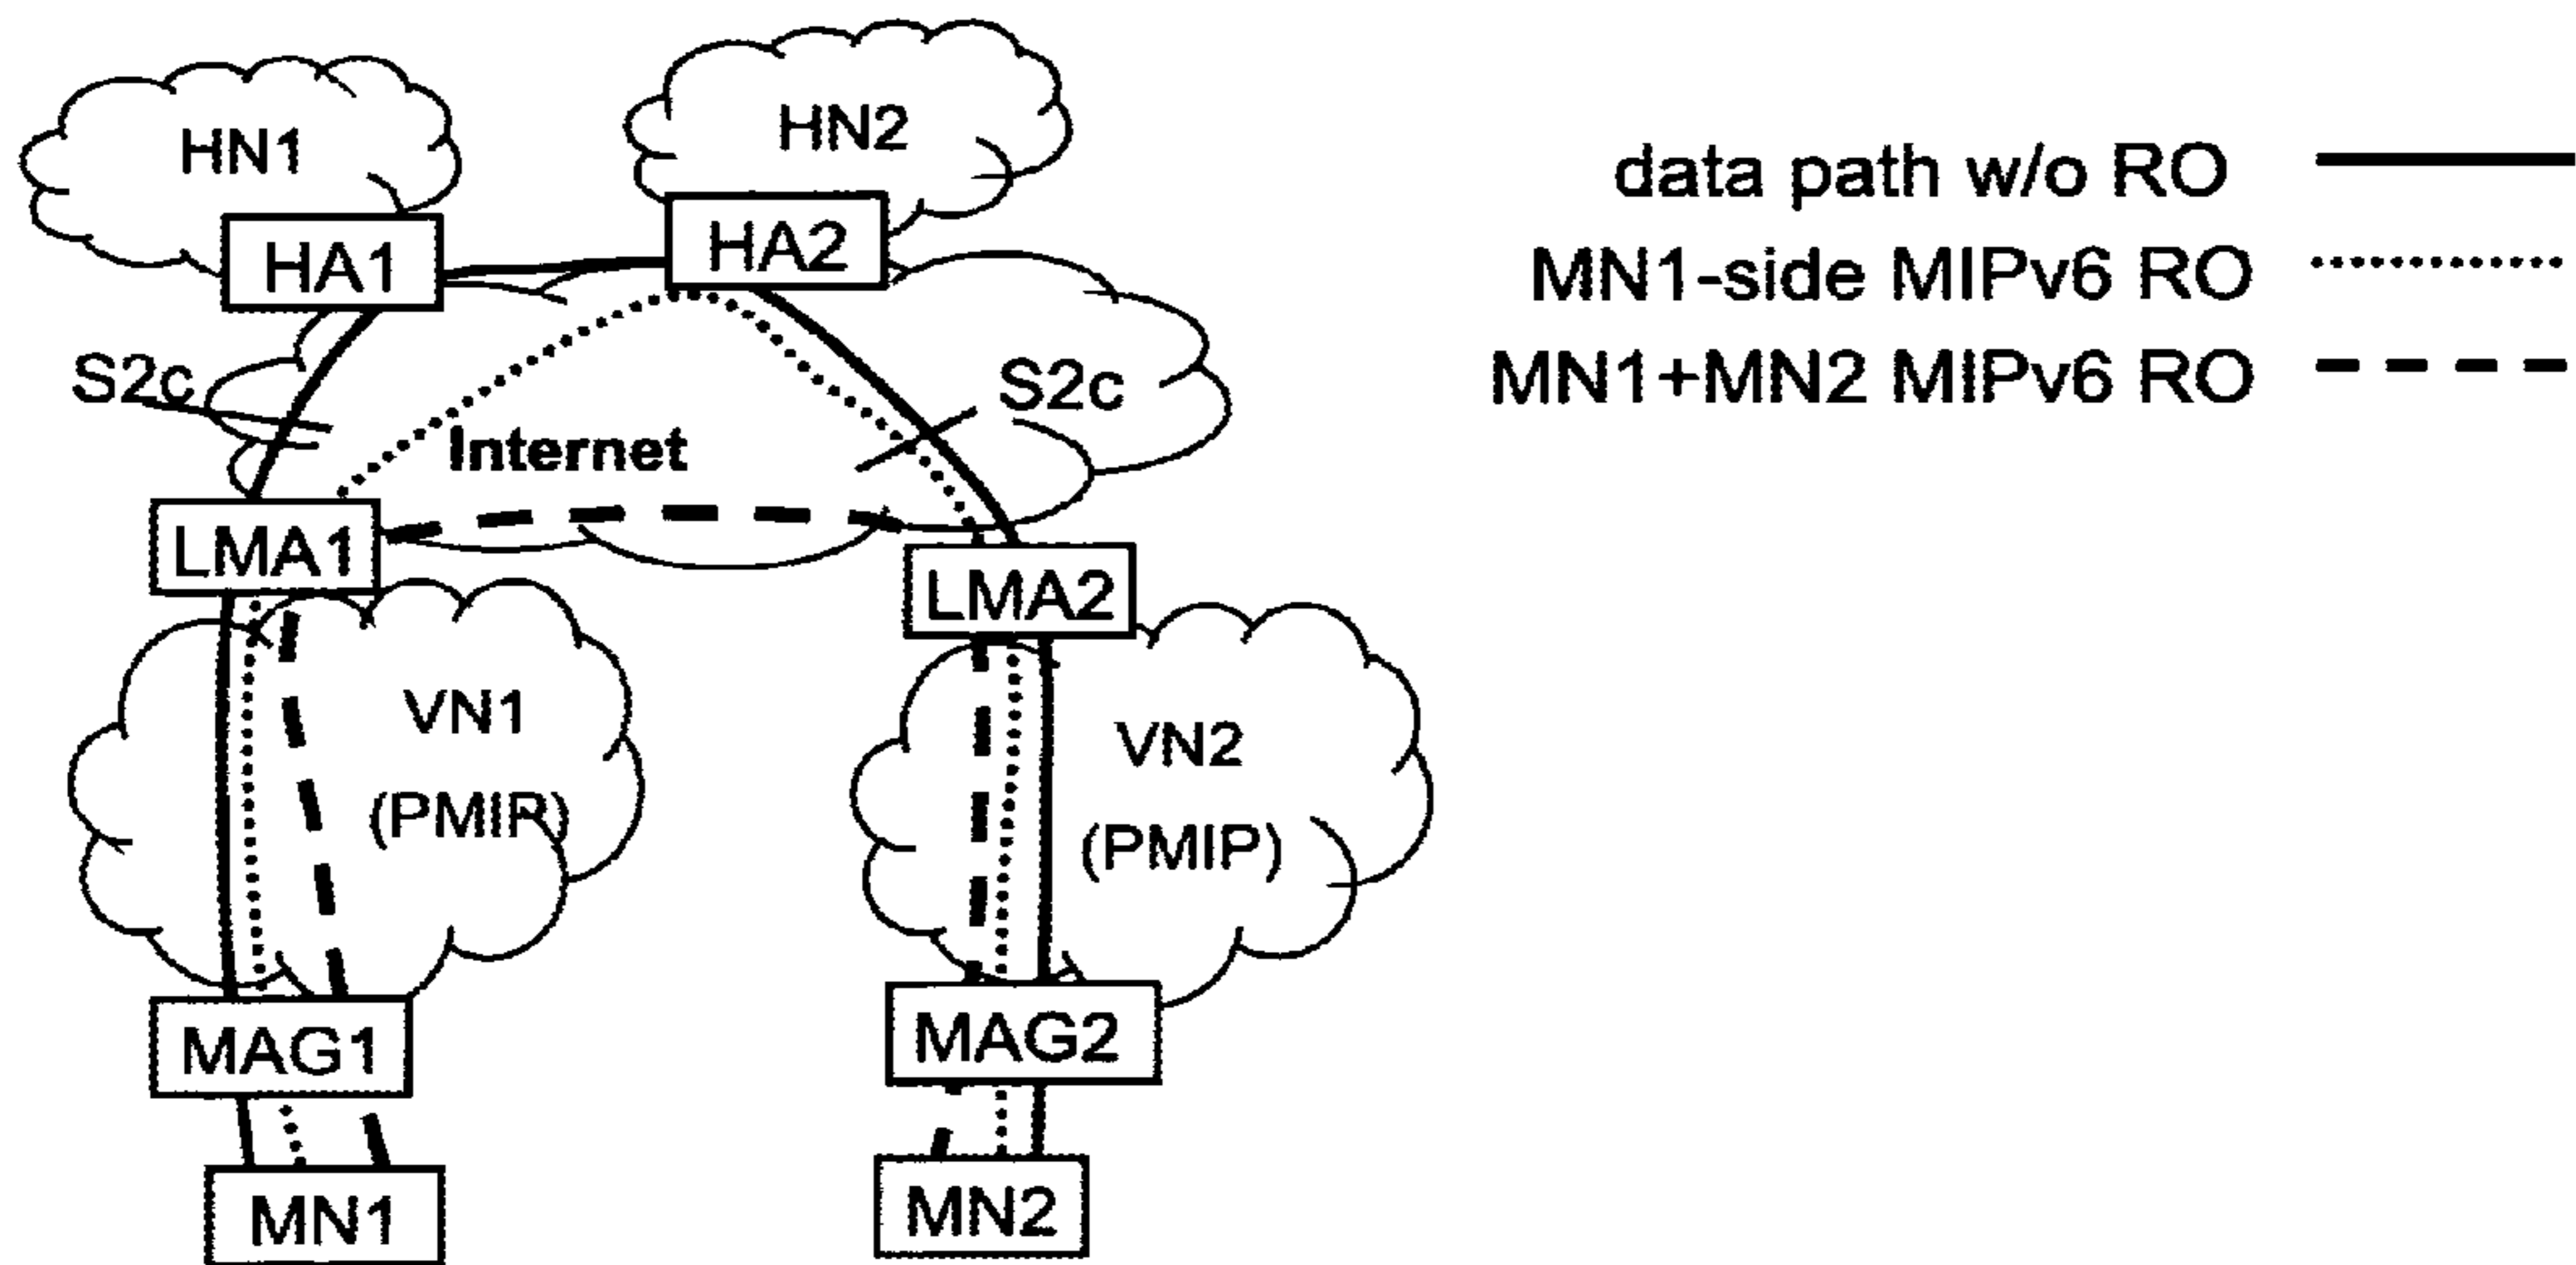 HN1
HN2
HA1
HA2
data path w/o RO
MN1-side MIPv6 RO
MN1+MN2 MIPv6 RO
S2c
S2c
Internet
LMA1
LMA2
VN1
(PMIP)
VN2
(PMIP)
MAG1
MAG2
MN1
MN2